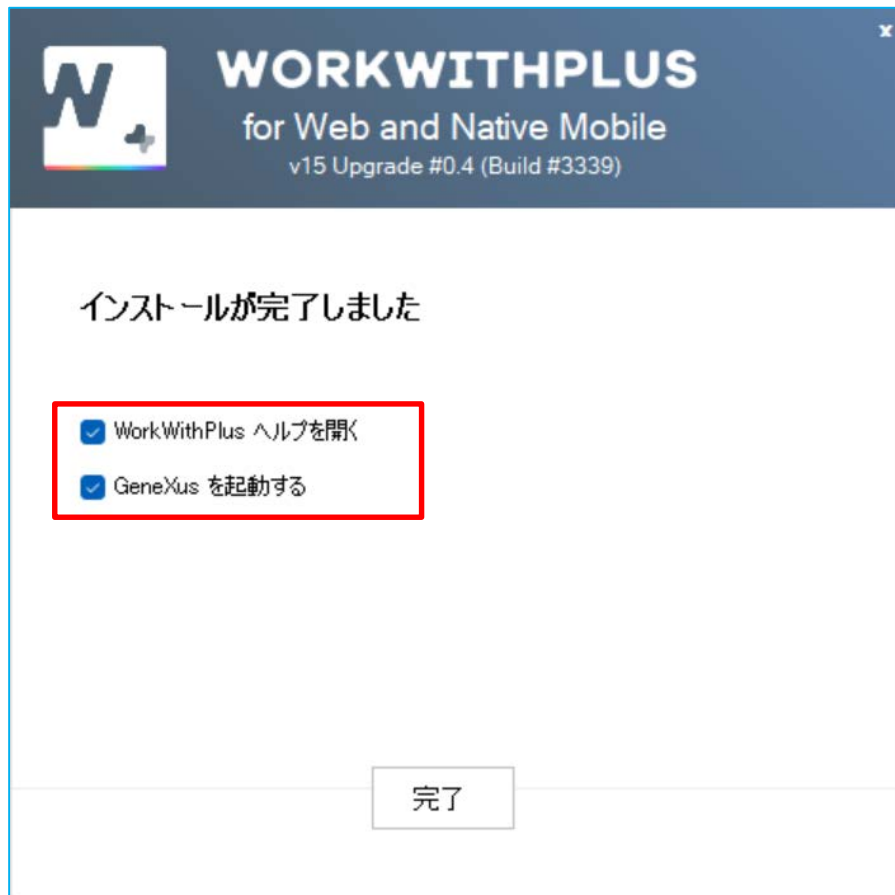 WORKWITHPLUS
for Web and Native Mobile
v15 Upgrade #0.4 (Build #3339)
インストールが完了しました
WorkWithPlus ヘルプを開く
GeneXus を起動する
完了